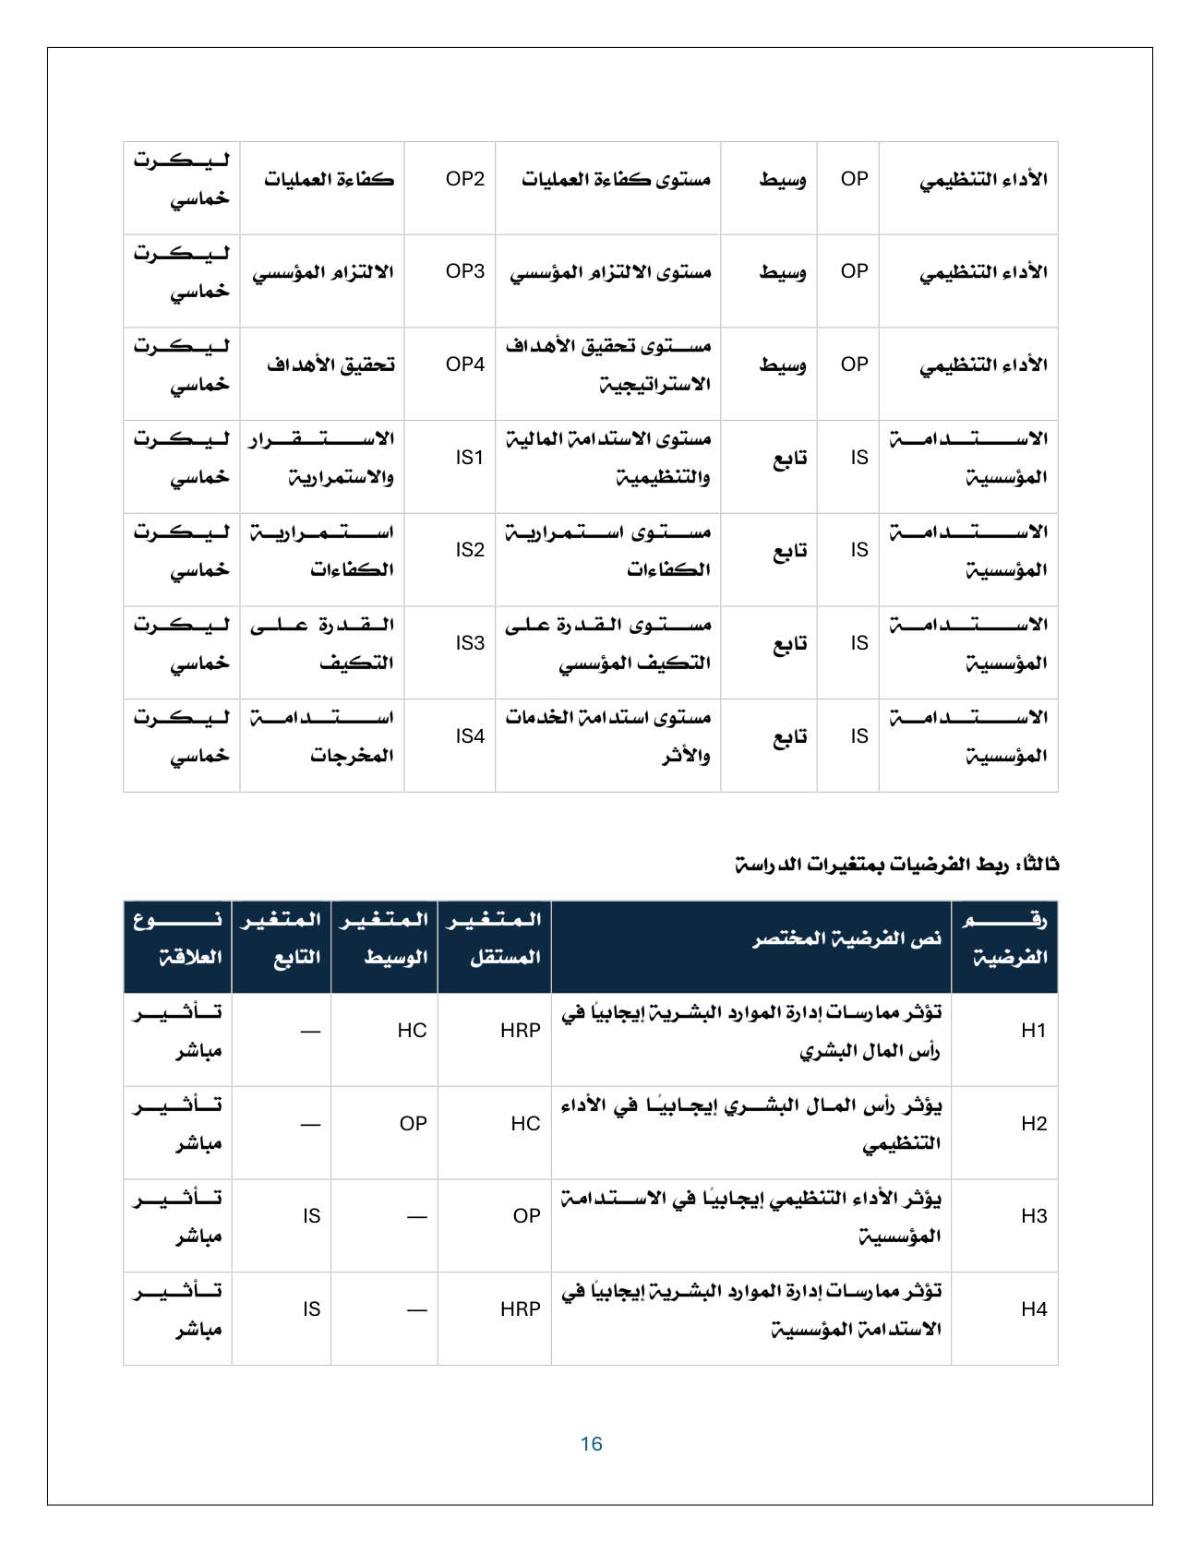 الأداء التنظيمي OP وسيط مستوى كفاءة العمليات OP2 كفاءة العمليات ليكرت
خماسي
الأداء التنظيمي OP وسيط مستوى الالتزام المؤسسي OP3 الالتزام المؤسسي ليكرت
خماسي
الأداء التنظيمي OP وسيط مستوى تحقيق الأهداف OP4 تحقيق الأهداف ليكرت
الاستراتيجية خماسي
الاستدامة IS تابع مستوى الاستدامة المالية IS1 الاستقرار ليكرت
المؤسسية والتنظيمية والاستمرارية خماسي
الاستدامة IS تابع مستوى استمرارية IS2 استمرارية ليكرت
المؤسسية الكفاءات الكفاءات خماسي
الاستدامة IS تابع مستوى القدرة على IS3 القدرة على ليكرت
المؤسسية التكيف المؤسسي التكيف خماسي
الاستدامة IS تابع مستوى استدامة الخدمات IS4 استدامة ليكرت
المؤسسية والأثر المخرجات خماسي
ثالثًا: ربط الفرضيات بمتغيرات الدراسة
رقم نص الفرضية المختصر المتغير المتغير المتغير نوع
الفرضية المستقل الوسيط التابع العلاقة
H1 تؤثر ممارسات إدارة الموارد البشرية إيجابيًا في HRP HC — تأثير
رأس المال البشري مباشر
H2 يؤثر رأس المال البشري إيجابيًا في الأداء HC OP — تأثير
التنظيمي مباشر
H3 يؤثر الأداء التنظيمي إيجابيًا في الاستدامة OP — IS تأثير
المؤسسية مباشر
H4 تؤثر ممارسات إدارة الموارد البشرية إيجابيًا في HRP — IS تأثير
الاستدامة المؤسسية مباشر
16